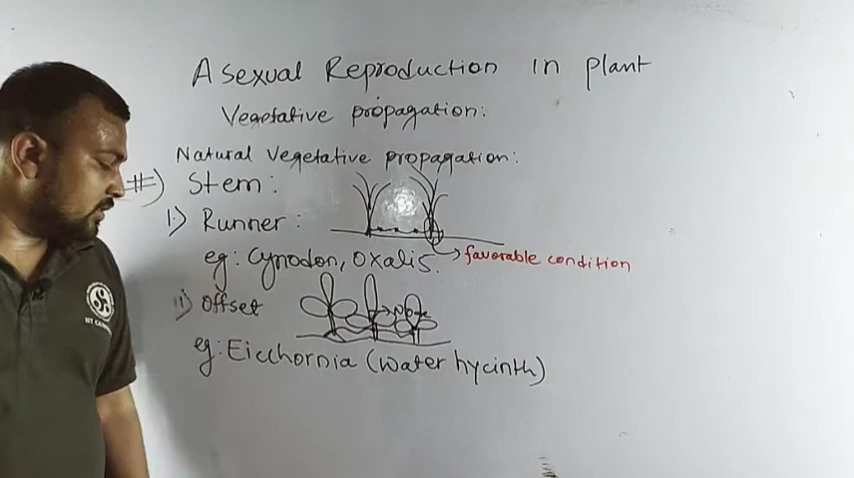 Asexual Reproduction in plant
Vegetative propagation:
Natural Vegetative propagation:
#) Stem:
i) Runner:
eg: Cynodon, Oxalis.
favorable condition
ii) Offset
eg: Eicchornia (Water hycinth)